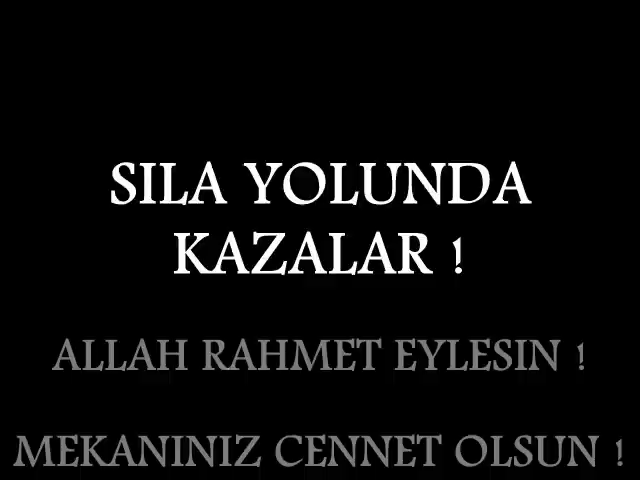 SILA YOLUNDA
KAZALAR !
ALLAH RAHMET EYLESIN !
MEKANINIZ CENNET OLSUN !